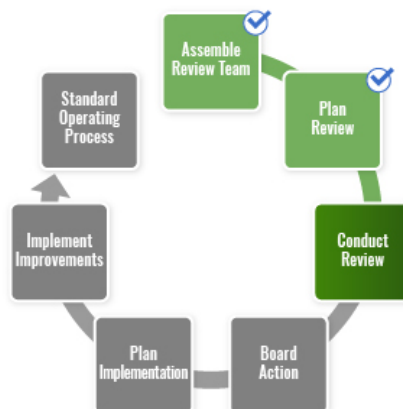 Assemble
Review Team
Plan
Review
Conduct
Review
Board
Action
Plan
Implementation
Implement
Improvements
Standard
Operating
Process